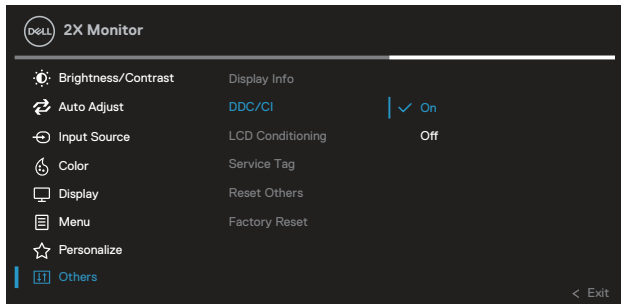 DELL 2X Monitor
Brightness/Contrast
Auto Adjust
Input Source
Color
Display
Menu
Personalize
Others
Display Info
DDC/CI
LCD Conditioning
Service Tag
Reset Others
Factory Reset
On
Off
< Exit